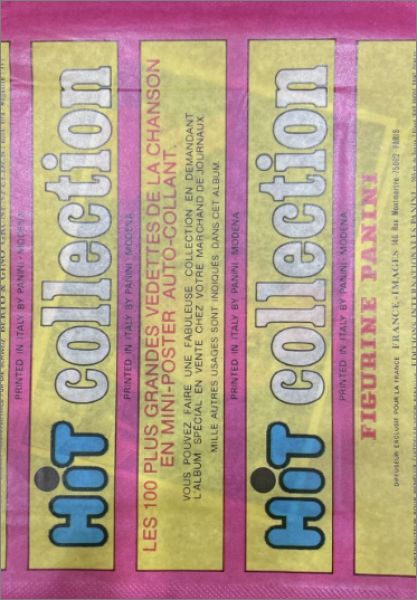 PRINTED IN ITALY BY PANINI - MODENA
HiT collection
PRINTED IN ITALY BY PANINI - MODENA
LES 100 PLUS GRANDES VEDETTES DE LA CHANSON
EN MINI-POSTER AUTO-COLLANT.
VOUS POUVEZ FAIRE UNE FABULEUSE COLLECTION EN DEMANDANT
L'ALBUM SPÉCIAL EN VENTE CHEZ VOTRE MARCHAND DE JOURNAUX
MILLE AUTRES USAGES SONT INDIQUÉS DANS CET ALBUM.
PRINTED IN ITALY BY PANINI - MODENA
HiT collection
PRINTED IN ITALY BY PANINI - MODENA
FIGURINE PANINI
DIFFUSEUR EXCLUSIF POUR LA FRANCE FRANCE - IMAGES 146, Rue Montmartre 75002 PARIS